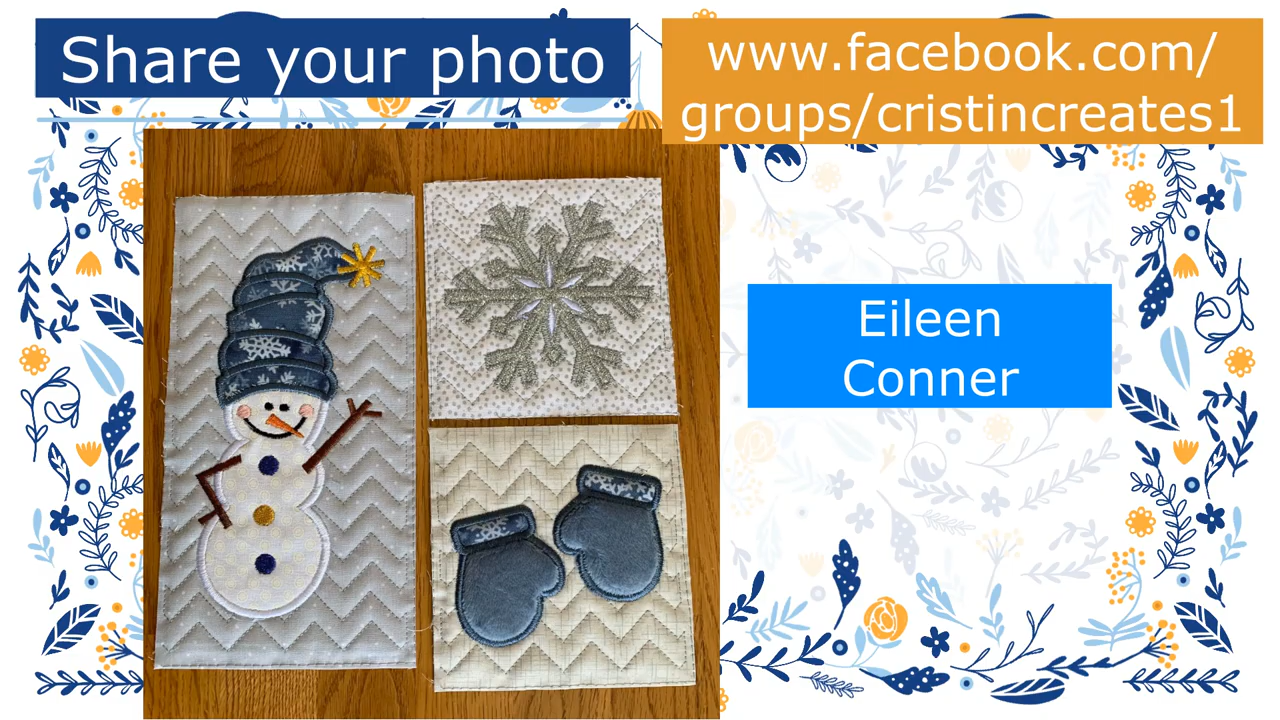 Share your photo
www.facebook.com/
groups/cristincreates1
Eileen
Conner